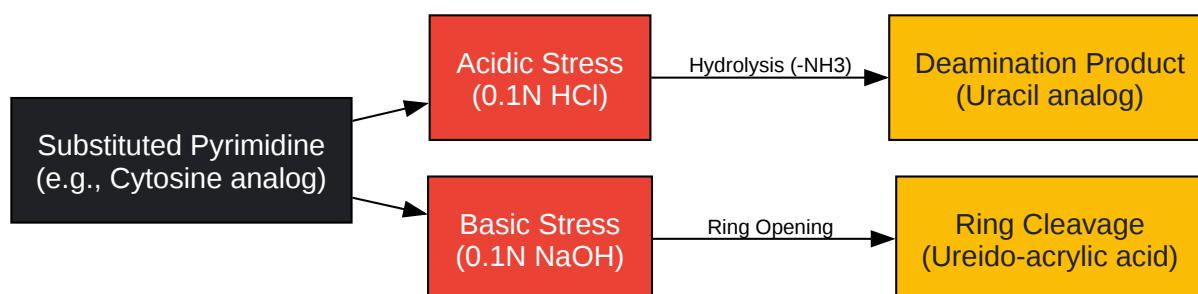 Substituted Pyrimidine
(e.g., Cytosine analog)
Acidic Stress
(0.1N HCl)
Hydrolysis (-NH3)
Deamination Product
(Uracil analog)
Basic Stress
(0.1N NaOH)
Ring Opening
Ring Cleavage
(Ureido-acrylic acid)